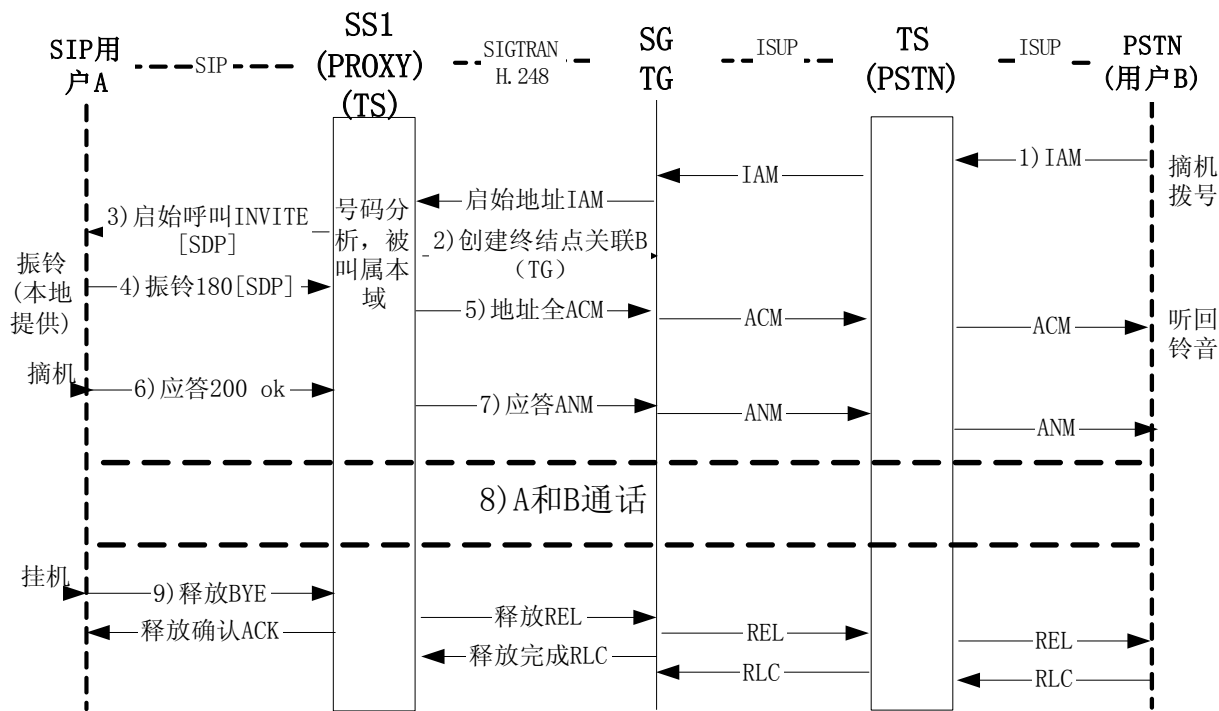 SIP用
户A
SIP
SS1
(PROXY)
(TS)
SIGTRAN
H.248
SG
TG
ISUP
TS
(PSTN)
ISUP
PSTN
(用户B)
1)IAM
摘机
拨号
IAM
启始地址IAM
3)启始呼叫INVITE
[SDP]
号码分
析，被
叫属本
域
2)创建终结点关联B
（TG）
振铃
(本地
提供)
4)振铃180[SDP]
5)地址全ACM
ACM
ACM
听回
铃音
摘机
6)应答200 ok
7)应答ANM
ANM
ANM
8)A和B通话
挂机
9)释放BYE
释放REL
REL
REL
释放确认ACK
释放完成RLC
RLC
RLC